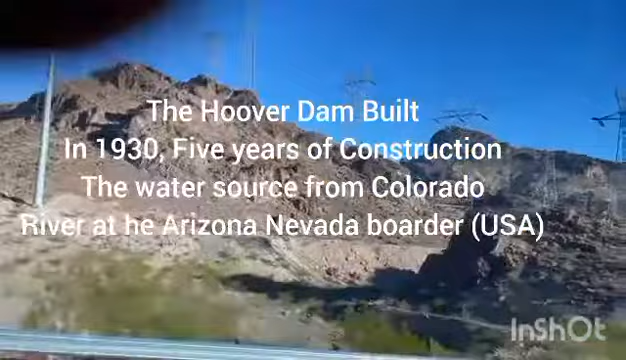 The Hoover Dam Built
In 1930, Five years of Construction
The water source from Colorado
River at he Arizona Nevada boarder (USA)
InShOt